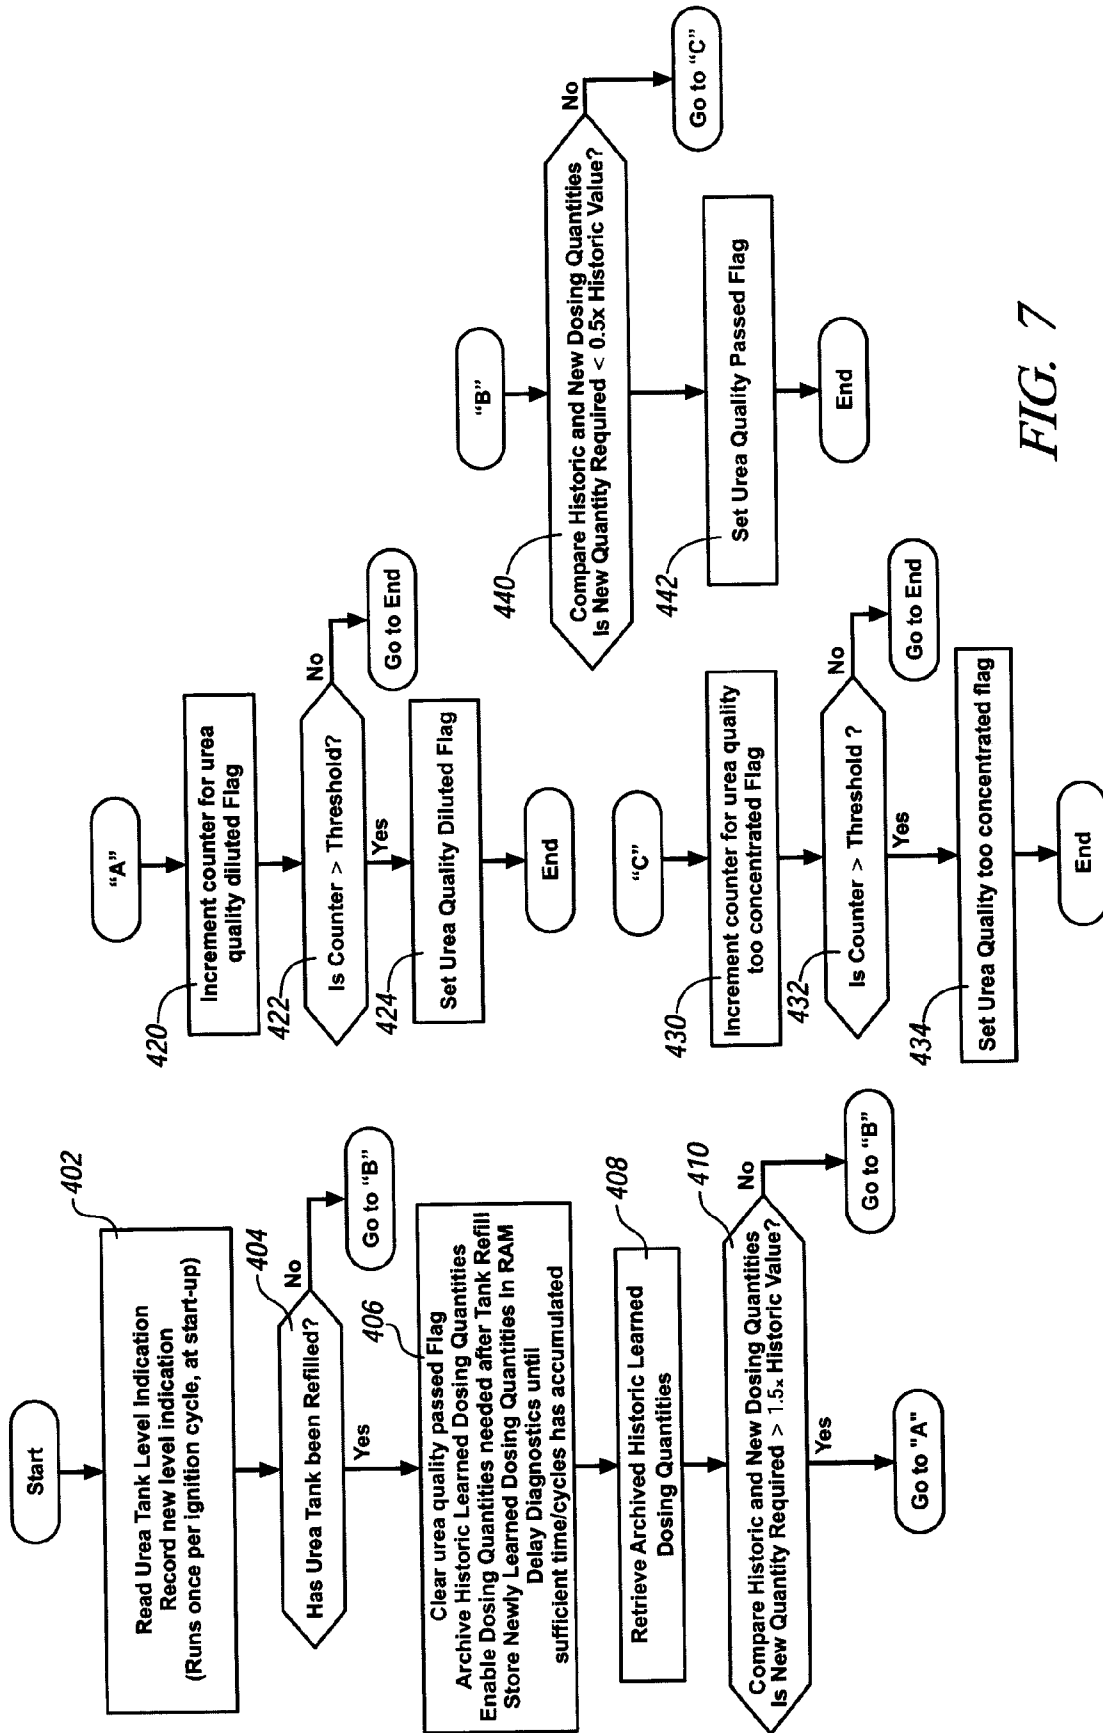 Start
402
Read Urea Tank Level Indication
Record new level indication
(Runs once per ignition cycle, at start-up)
404
Has Urea Tank been Refilled?
No
Go to “B”
Yes
406
Clear urea quality passed Flag
Archive Historic Learned Dosing Quantities
Enable Dosing Quantities needed after Tank Refill
Store Newly Learned Dosing Quantities In RAM
Delay Diagnostics until
sufficient time/cycles has accumulated
408
Retrieve Archived Historic Learned
Dosing Quantities
410
Compare Historic and New Dosing Quantities
Is New Quantity Required > 1.5x Historic Value?
No
Go to “B”
Yes
Go to "A"
“A”
420
Increment counter for urea
quality diluted Flag
422
Is Counter > Threshold?
No
Go to End
Yes
424
Set Urea Quality Diluted Flag
End
“C”
430
Increment counter for urea quality
too concentrated Flag
432
Is Counter > Threshold ?
No
Go to End
Yes
434
Set Urea Quality too concentrated flag
End
“B”
440
Compare Historic and New Dosing Quantities
Is New Quantity Required < 0.5x Historic Value?
No
Go to “C”
442
Set Urea Quality Passed Flag
End
FIG. 7